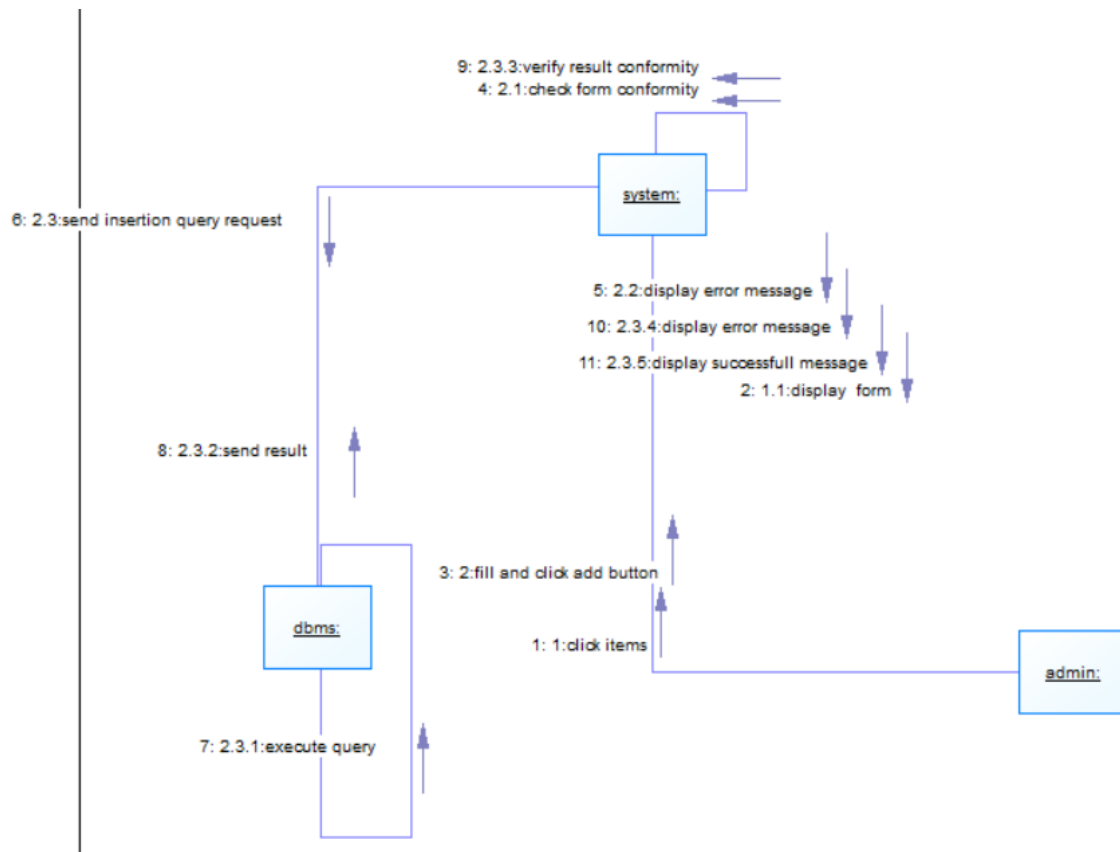 9: 2.3.3:verify result conformity
4: 2.1:check form conformity
system:
6: 2.3:send insertion query request
5: 2.2:display error message
10: 2.3.4:display error message
11: 2.3.5:display successfull message
2: 1.1:display form
8: 2.3.2:send result
3: 2:fill and click add button
dbms:
1: 1:click items
admin:
7: 2.3.1:execute query